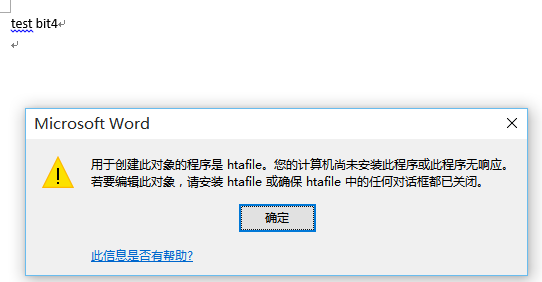 test bit4
Microsoft Word
用于创建此对象的程序是 htafile。您的计算机尚未安装此程序或此程序无响应。
若要编辑此对象，请安装 htafile 或确保 htafile 中的任何对话框都已关闭。
确定
此信息是否有帮助?